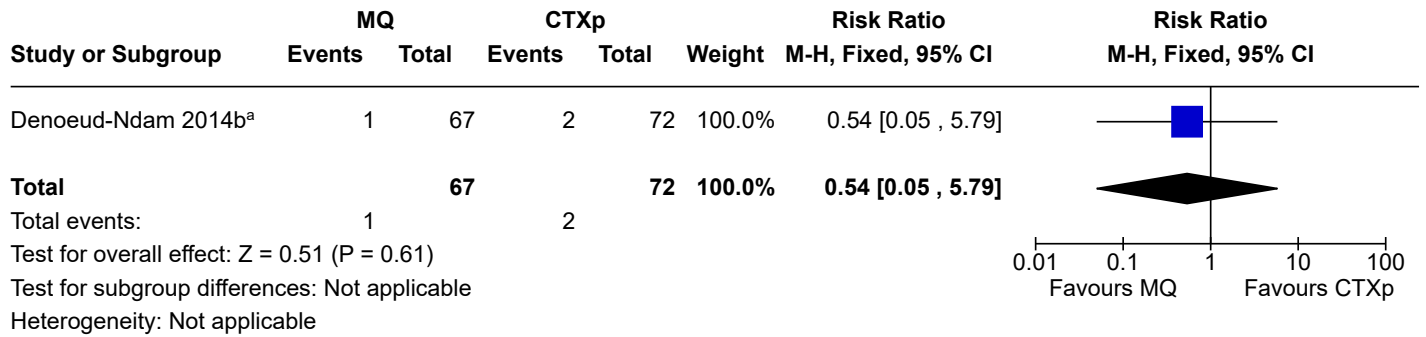 MQ CTXp Risk Ratio Risk Ratio
Study or Subgroup Events Total Events Total Weight M-H, Fixed, 95% CI M-H, Fixed, 95% CI
Denoeud-Ndam 2014bᵃ 1 67 2 72 100.0% 0.54 [0.05 , 5.79]
Total 67 72 100.0% 0.54 [0.05 , 5.79]
Total events: 1 2
Test for overall effect: Z = 0.51 (P = 0.61)
Test for subgroup differences: Not applicable
Heterogeneity: Not applicable
0.01 0.1 1 10 100
Favours MQ Favours CTXp